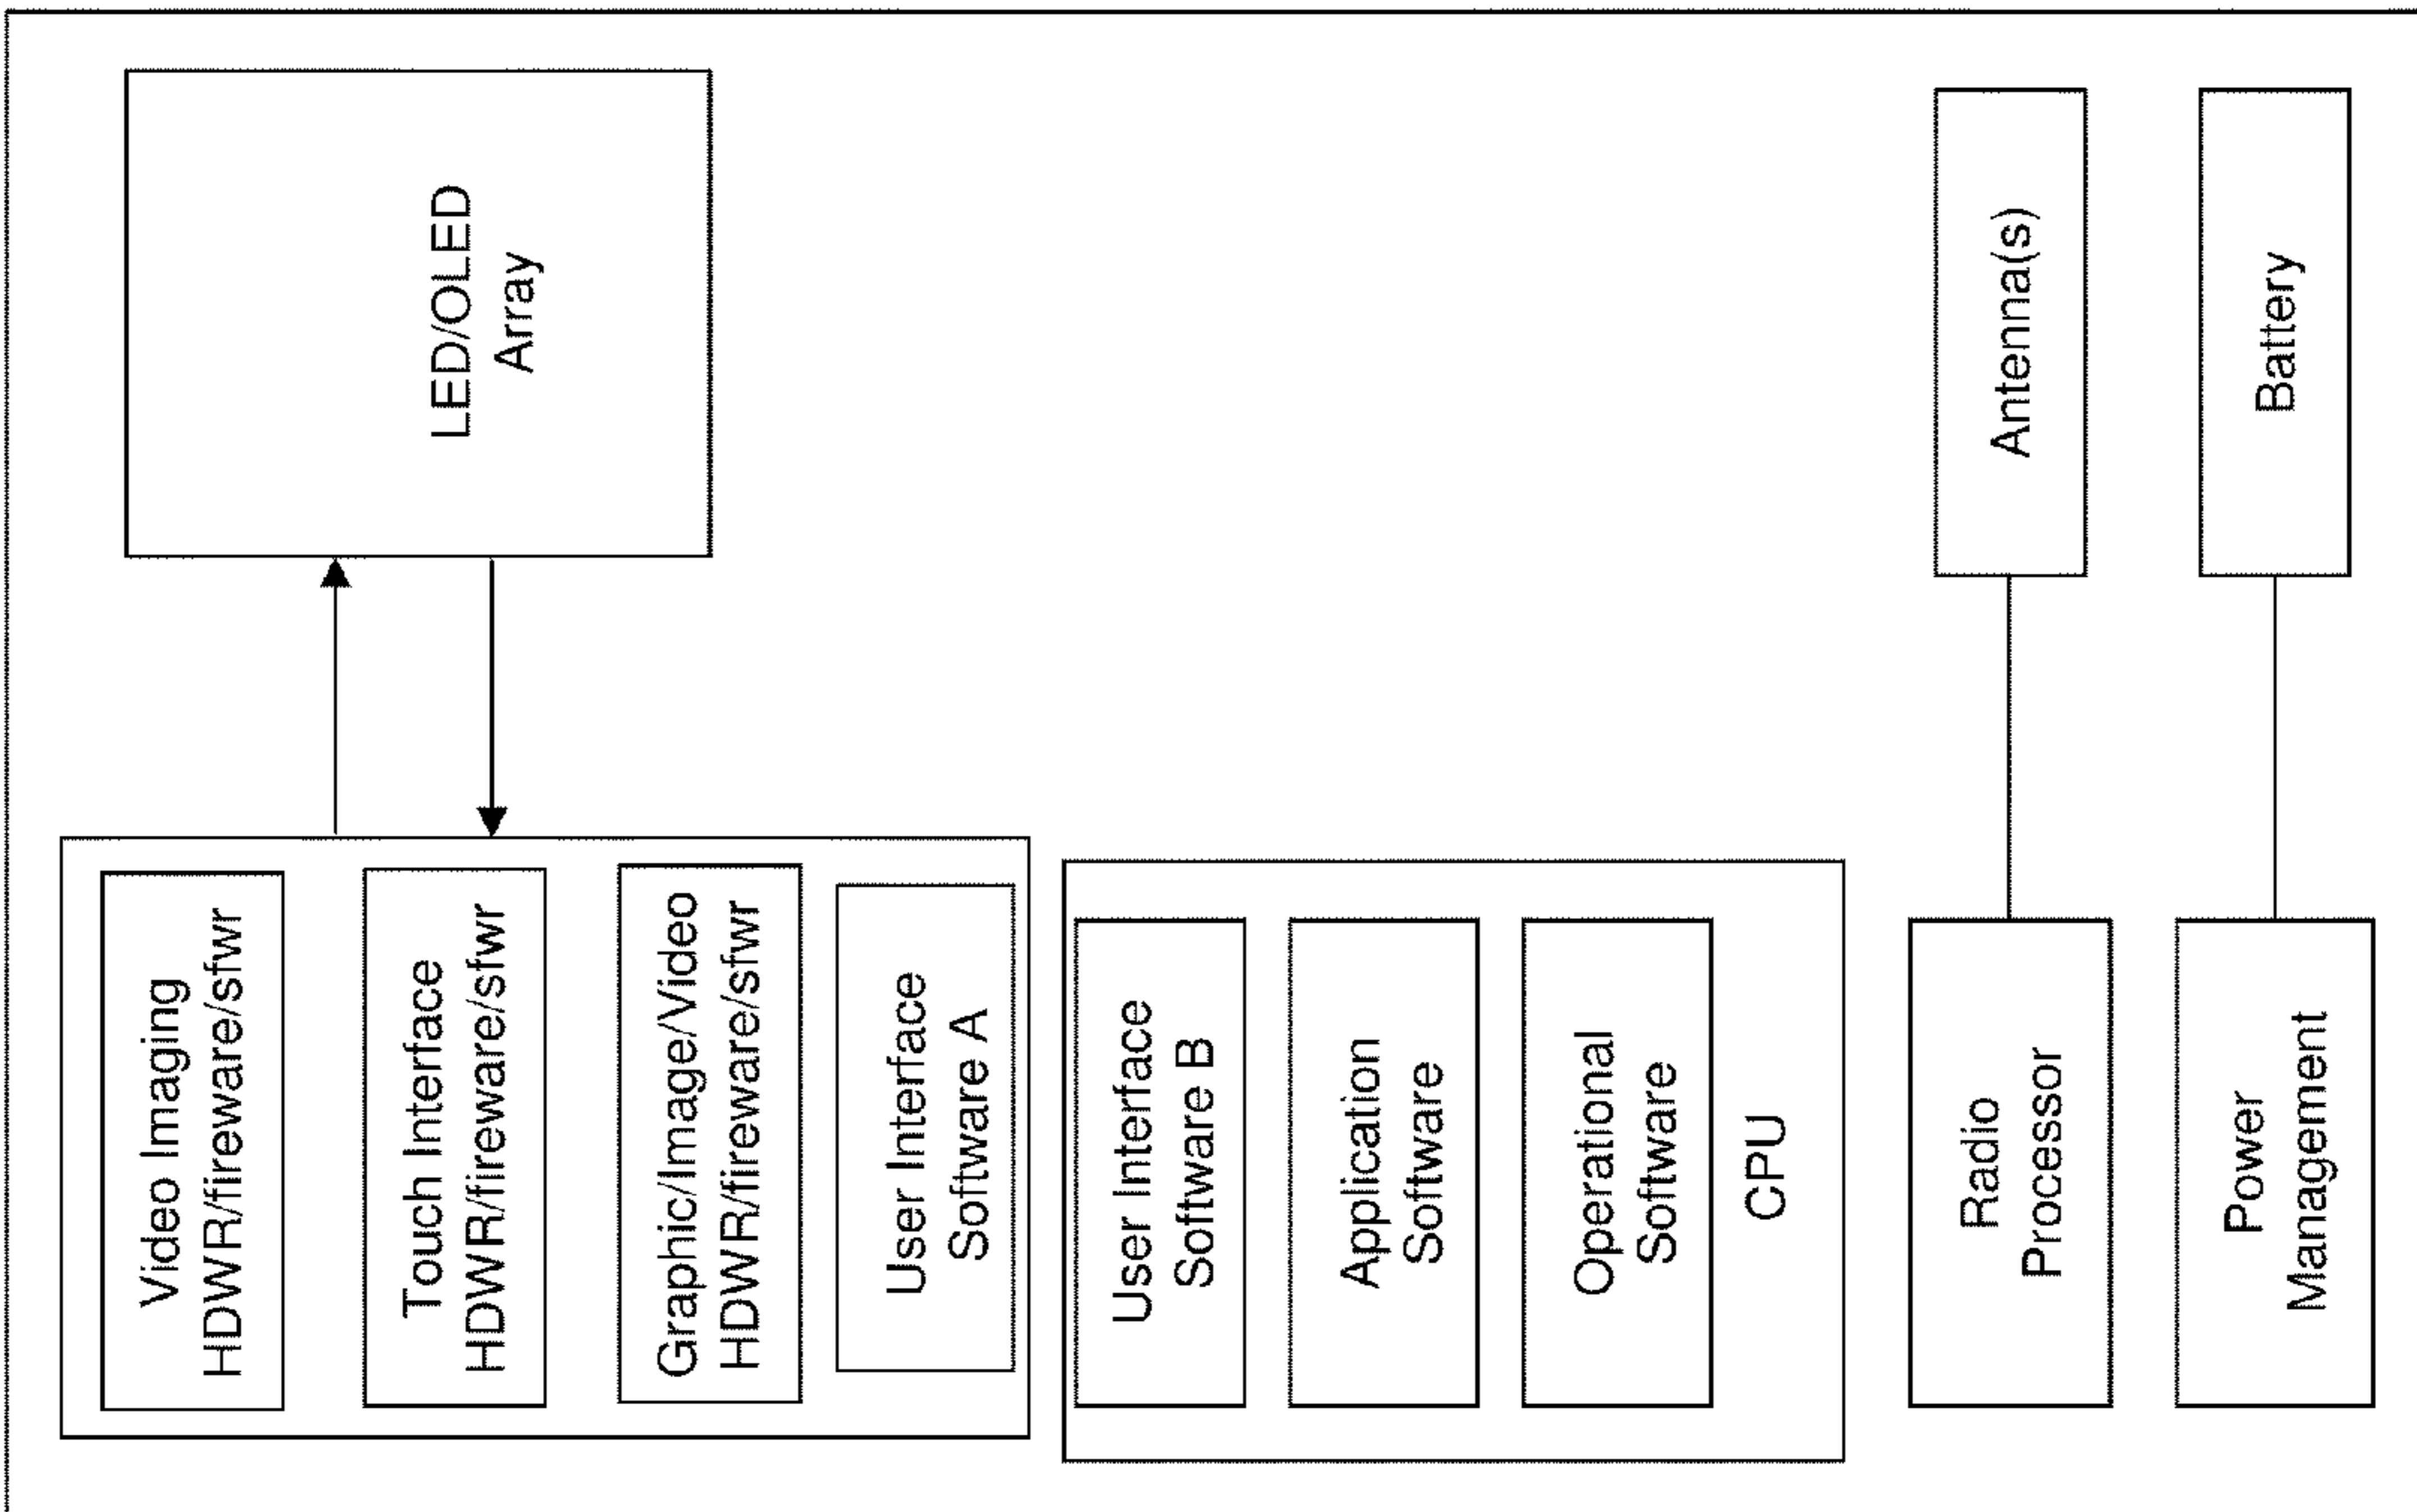 Video Imaging
HDWR/fireware/sfwr
LED/OLED
Array
Touch Interface
HDWR/fireware/sfwr
Graphic/Image/Video
HDWR/fireware/sfwr
User Interface
Software A
User Interface
Software B
Application
Software
Operational
Software
CPU
Radio
Processor
Antenna(s)
Power
Management
Battery